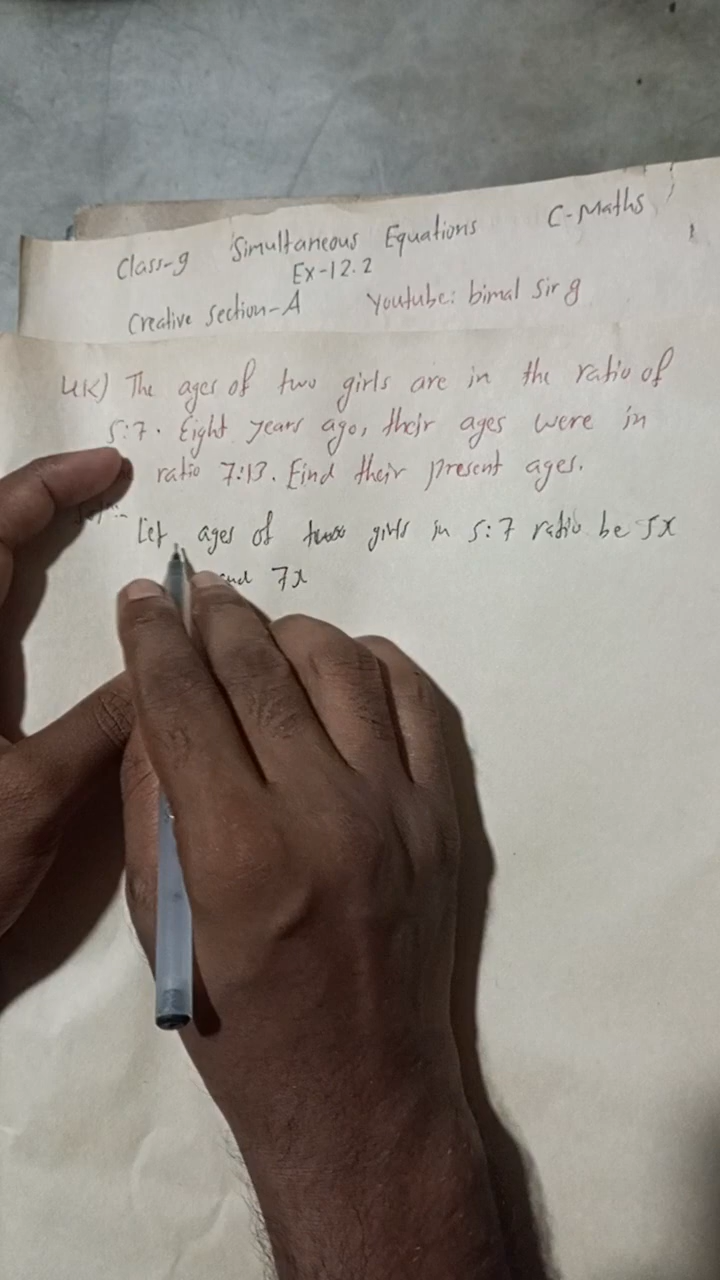 C-Maths
Class-9 Simultaneous Equations
Ex-12.2
Creative Section-A Youtube: bimal Sir g
4K) The ages of two girls are in the ratio of
5:7. Eight years ago, their ages were in
ratio 7:13. Find their present ages.
Let ages of two girls in 5:7 ratio be 5x
and 7x